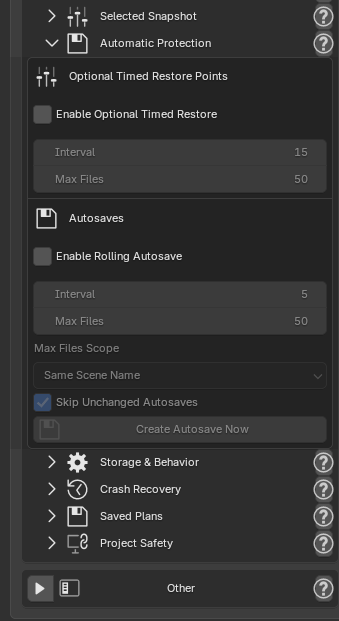 Selected Snapshot
Automatic Protection
Optional Timed Restore Points
Enable Optional Timed Restore
Interval 15
Max Files 50
Autosaves
Enable Rolling Autosave
Interval 5
Max Files 50
Max Files Scope
Same Scene Name
Skip Unchanged Autosaves
Create Autosave Now
Storage & Behavior
Crash Recovery
Saved Plans
Project Safety
Other